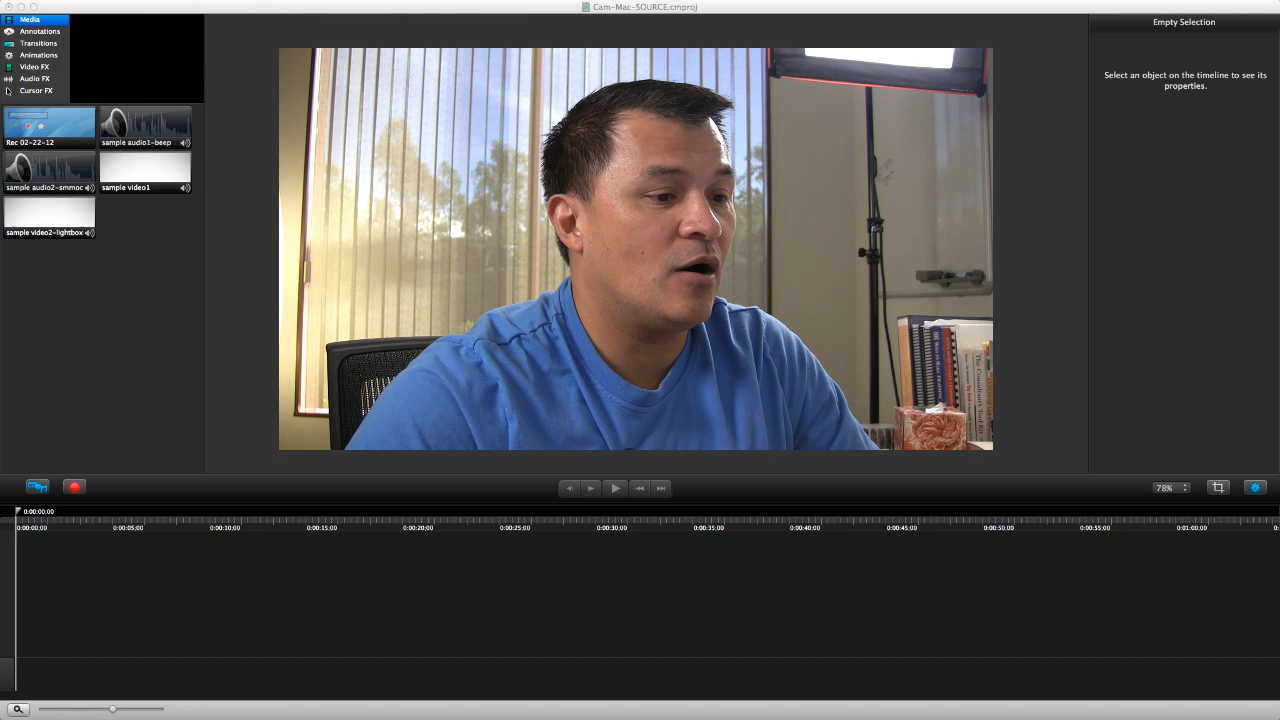 Cam-Mac-SOURCE.cmproj
Media
Annotations
Transitions
Animations
Video FX
Audio FX
Cursor FX
Rec 02-22-12
sample audio1-beep
sample audio2-smmoc
sample video1
sample video2-lightbox
Empty Selection
Select an object on the timeline to see its
properties.
The Consultant's Tool Kit
78%
0:00:00;00
0:00:00;00
0:00:05;00
0:00:10;00
0:00:15;00
0:00:20;00
0:00:25;00
0:00:30;00
0:00:35;00
0:00:40;00
0:00:45;00
0:00:50;00
0:00:55;00
0:01:00;00
0: